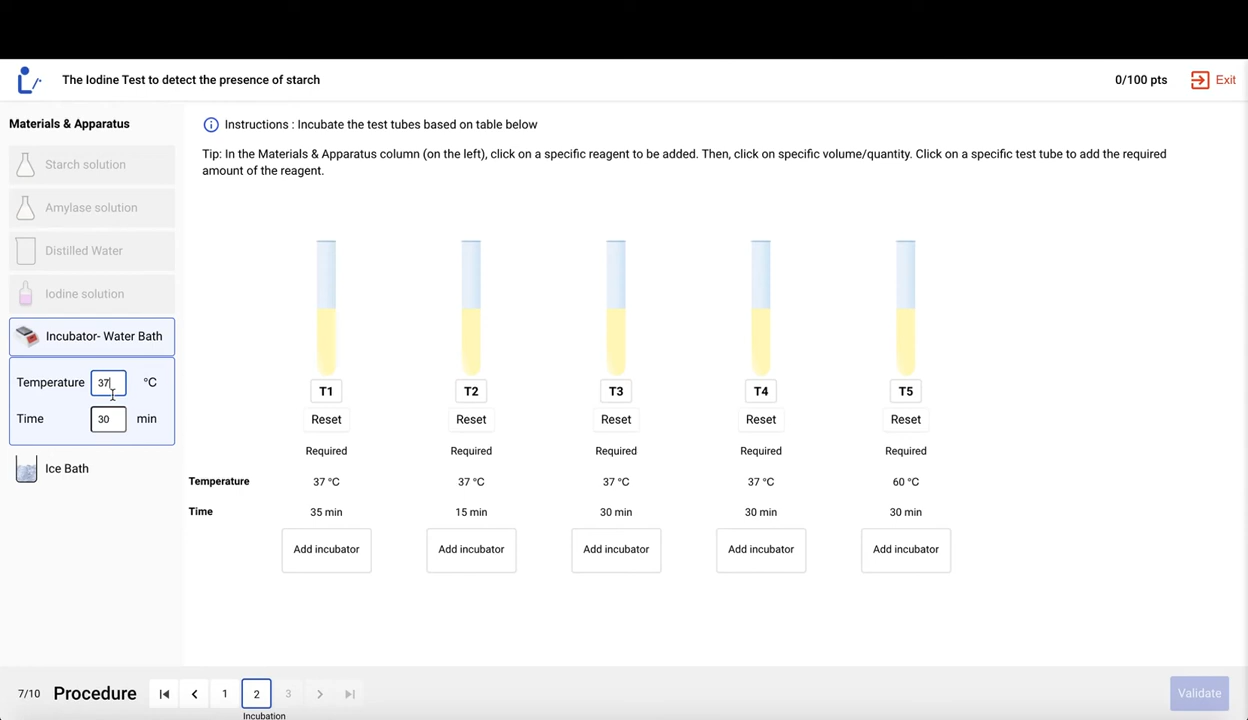 The Iodine Test to detect the presence of starch
0/100 pts
Exit
Materials & Apparatus
Starch solution
Amylase solution
Distilled Water
Iodine solution
Incubator- Water Bath
Temperature 37 °C
Time 30 min
Ice Bath
Instructions : Incubate the test tubes based on table below
Tip: In the Materials & Apparatus column (on the left), click on a specific reagent to be added. Then, click on specific volume/quantity. Click on a specific test tube to add the required
amount of the reagent.
T1 T2 T3 T4 T5
Reset Reset Reset Reset Reset
Required Required Required Required Required
Temperature 37 °C 37 °C 37 °C 37 °C 60 °C
Time 35 min 15 min 30 min 30 min 30 min
Add incubator Add incubator Add incubator Add incubator Add incubator
7/10 Procedure 1 2 3
Incubation
Validate